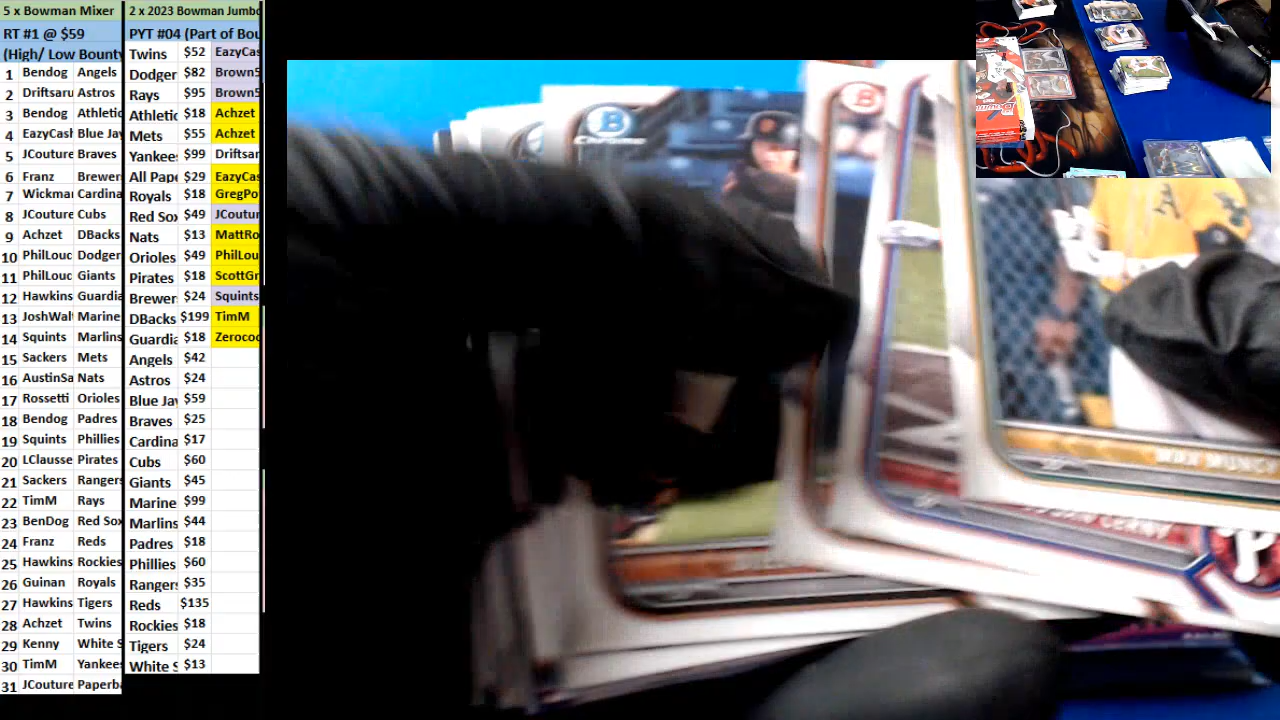 5 x Bowman Mixer
RT #1 @ $59
(High/ Low Bounty
1 Bendog Angels
2 Driftsaru Astros
3 Bendog Athletic
4 EazyCash Blue Jay
5 JCouture Braves
6 Franz Brewer
7 Wickma Cardina
8 JCouture Cubs
9 Achzet DBacks
10 PhilLouc Dodger
11 PhilLouc Giants
12 Hawkins Guardia
13 JoshWal Marine
14 Squints Marlins
15 Sackers Mets
16 AustinSa Nats
17 Rossetti Orioles
18 Bendog Padres
19 Squints Phillies
20 LClausse Pirates
21 Sackers Rangers
22 TimM Rays
23 BenDog Red Sox
24 Franz Reds
25 Hawkins Rockies
26 Guinan Royals
27 Hawkins Tigers
28 Achzet Twins
29 Kenny White S
30 TimM Yankee
31 JCouture Paperb
2 x 2023 Bowman Jumbo
PYT #04 (Part of Bou
Twins $52 EazyCas
Dodger $82 Brown5
Rays $95 Brown5
Athletic $18 Achzet
Mets $55 Achzet
Yankee $99 Driftsar
All Pape $29 EazyCas
Royals $18 GregPo
Red Sox $49 JCoutur
Nats $13 MattRo
Orioles $49 PhilLou
Pirates $18 ScottGr
Brewer $24 Squints
DBacks $199 TimM
Guardia $18 Zerocoo
Angels $42
Astros $24
Blue Jay $59
Braves $25
Cardina $17
Cubs $60
Giants $45
Marine $99
Marlins $44
Padres $18
Phillies $60
Rangers $35
Reds $135
Rockies $18
Tigers $24
White S $13
B
Chrome
B
MAX MUNC
CERNY
P